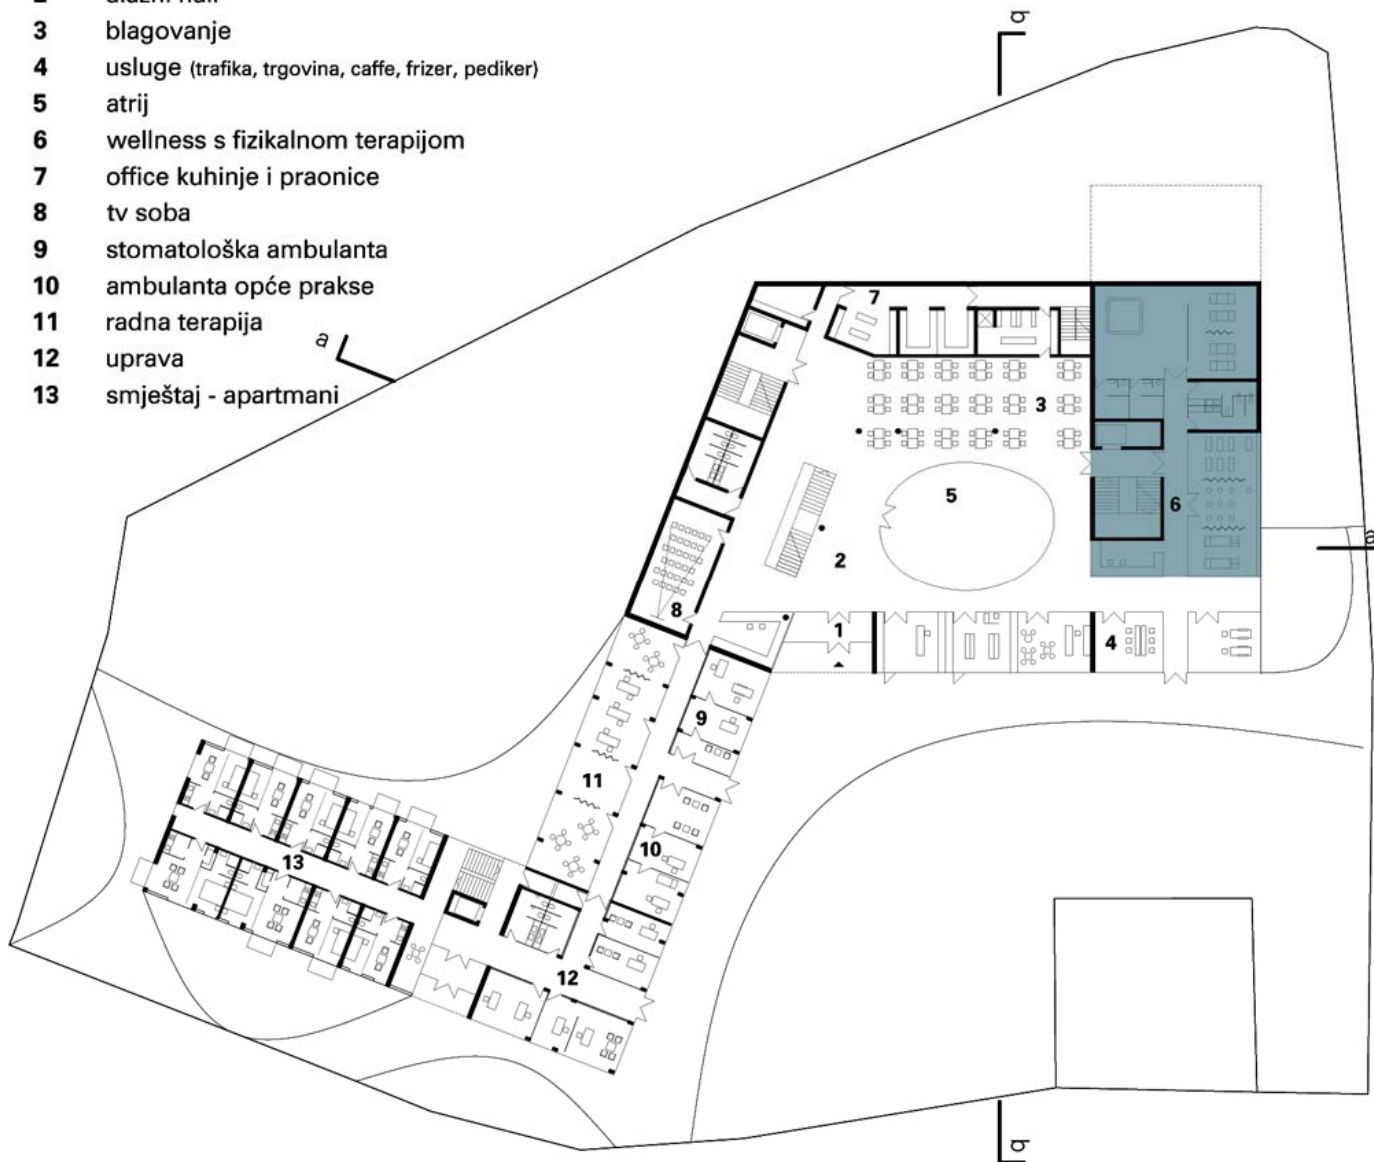 3 blagovanje
4 usluge (trafika, trgovina, caffe, frizer, pediker)
5 atrij
6 wellness s fizikalnom terapijom
7 office kuhinje i praonice
8 tv soba
9 stomatološka ambulanta
10 ambulanta opće prakse
11 radna terapija
12 uprava
13 smještaj - apartmani
b
a
7
3
5
6
2
8
1
4
a
9
11
10
13
12
b